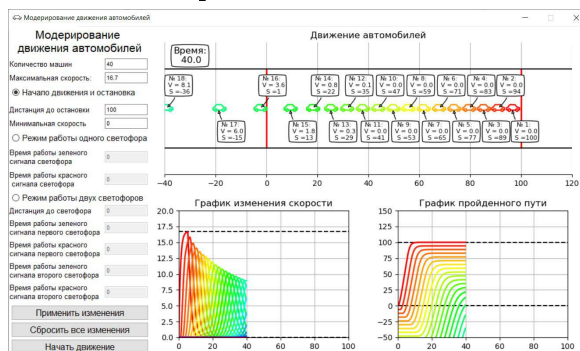 Модерирование движения автомобилей
Модерирование
движения автомобилей
Количество машин 40
Максимальная скорость: 16.7
Начало движения и остановка
Дистанция до остановки 100
Минимальная скорость 0
Режим работы одного светофора
Время работы зеленого
сигнала светофора 0
Время работы красного
сигнала светофора 0
Режим работы двух светофоров
Дистанция до светофора 0
Время работы зеленого
сигнала первого светофора 0
Время работы красного
сигнала первого светофора 0
Время работы зеленого
сигнала второго светофора 0
Время работы красного
сигнала второго светофора 0
Применить изменения
Сбросить все изменения
Начать движение
Движение автомобилей
Время:
40.0
№ 18:
V = 8.1
S =-36
№ 16:
V = 3.6
S =1
№ 14:
V = 0.8
S =22
№ 12:
V = 0.1
S =35
№ 10:
V = 0.0
S =47
№ 8:
V = 0.0
S =59
№ 6:
V = 0.0
S =71
№ 4:
V = 0.0
S =83
№ 2:
V = 0.0
S =94
№ 17:
V = 6.0
S =-15
№ 15:
V = 1.8
S =13
№ 13:
V = 0.3
S =29
№ 11:
V = 0.0
S =41
№ 9:
V = 0.0
S =53
№ 7:
V = 0.0
S =65
№ 5:
V = 0.0
S =77
№ 3:
V = 0.0
S =89
№ 1:
V = 0.0
S =100
−40 −20 0 20 40 60 80 100 120
График изменения скорости
20.0
17.5
15.0
12.5
10.0
7.5
5.0
2.5
0.0
0 20 40 60 80 100
График пройденного пути
150
125
100
75
50
25
0
−25
−50
0 20 40 60 80 100